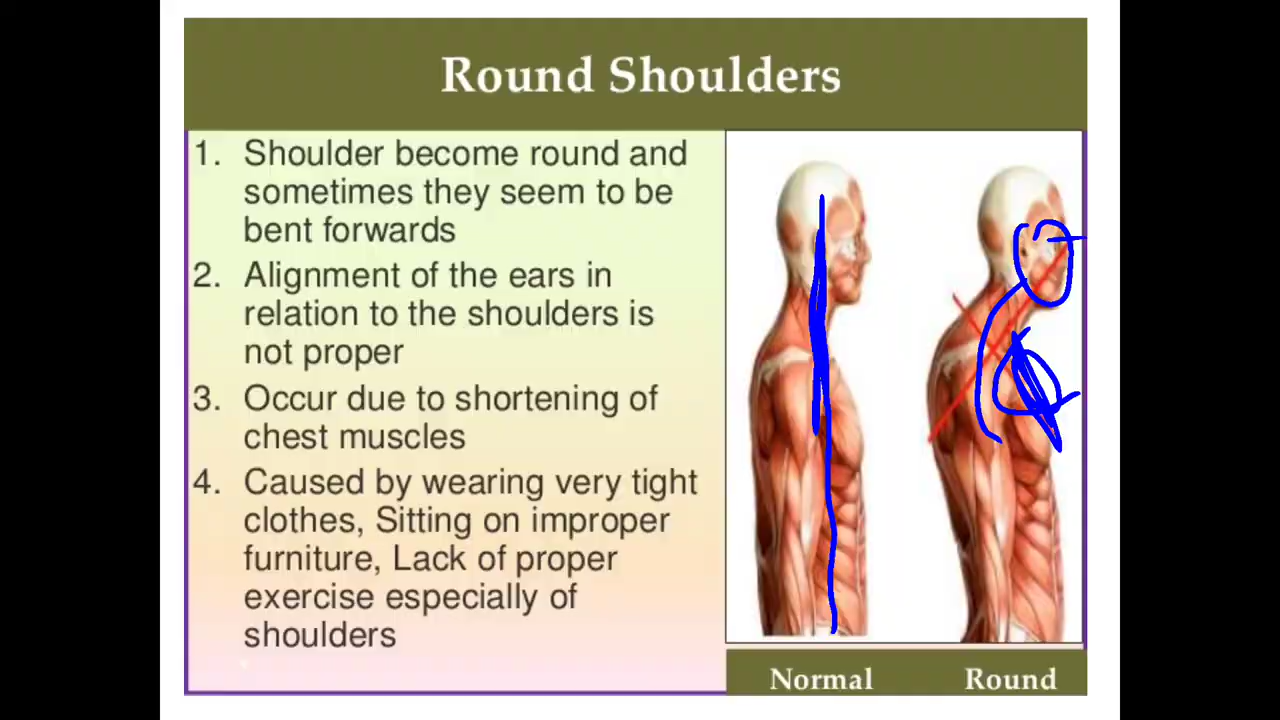 Round Shoulders
1. Shoulder become round and
sometimes they seem to be
bent forwards
2. Alignment of the ears in
relation to the shoulders is
not proper
3. Occur due to shortening of
chest muscles
4. Caused by wearing very tight
clothes, Sitting on improper
furniture, Lack of proper
exercise especially of
shoulders
Normal
Round